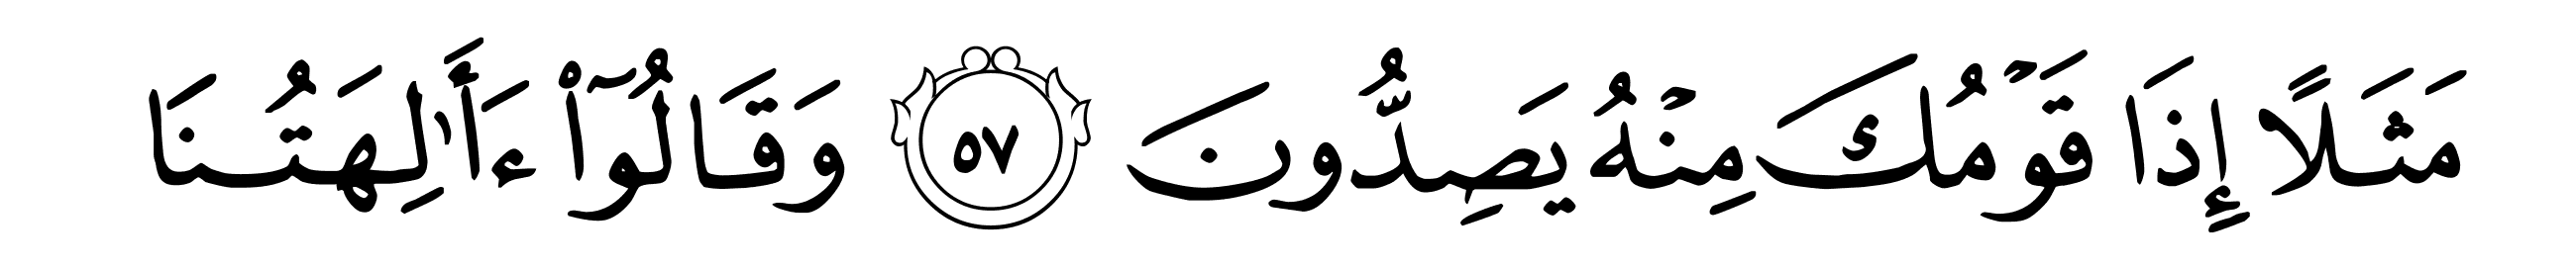 مَثَلًا إِذَا قَوۡمُكَ مِنۡهُ يَصِدُّونَ ٥٧ وَقَالُوٓاْ ءَأَٰلِهَتُنَا